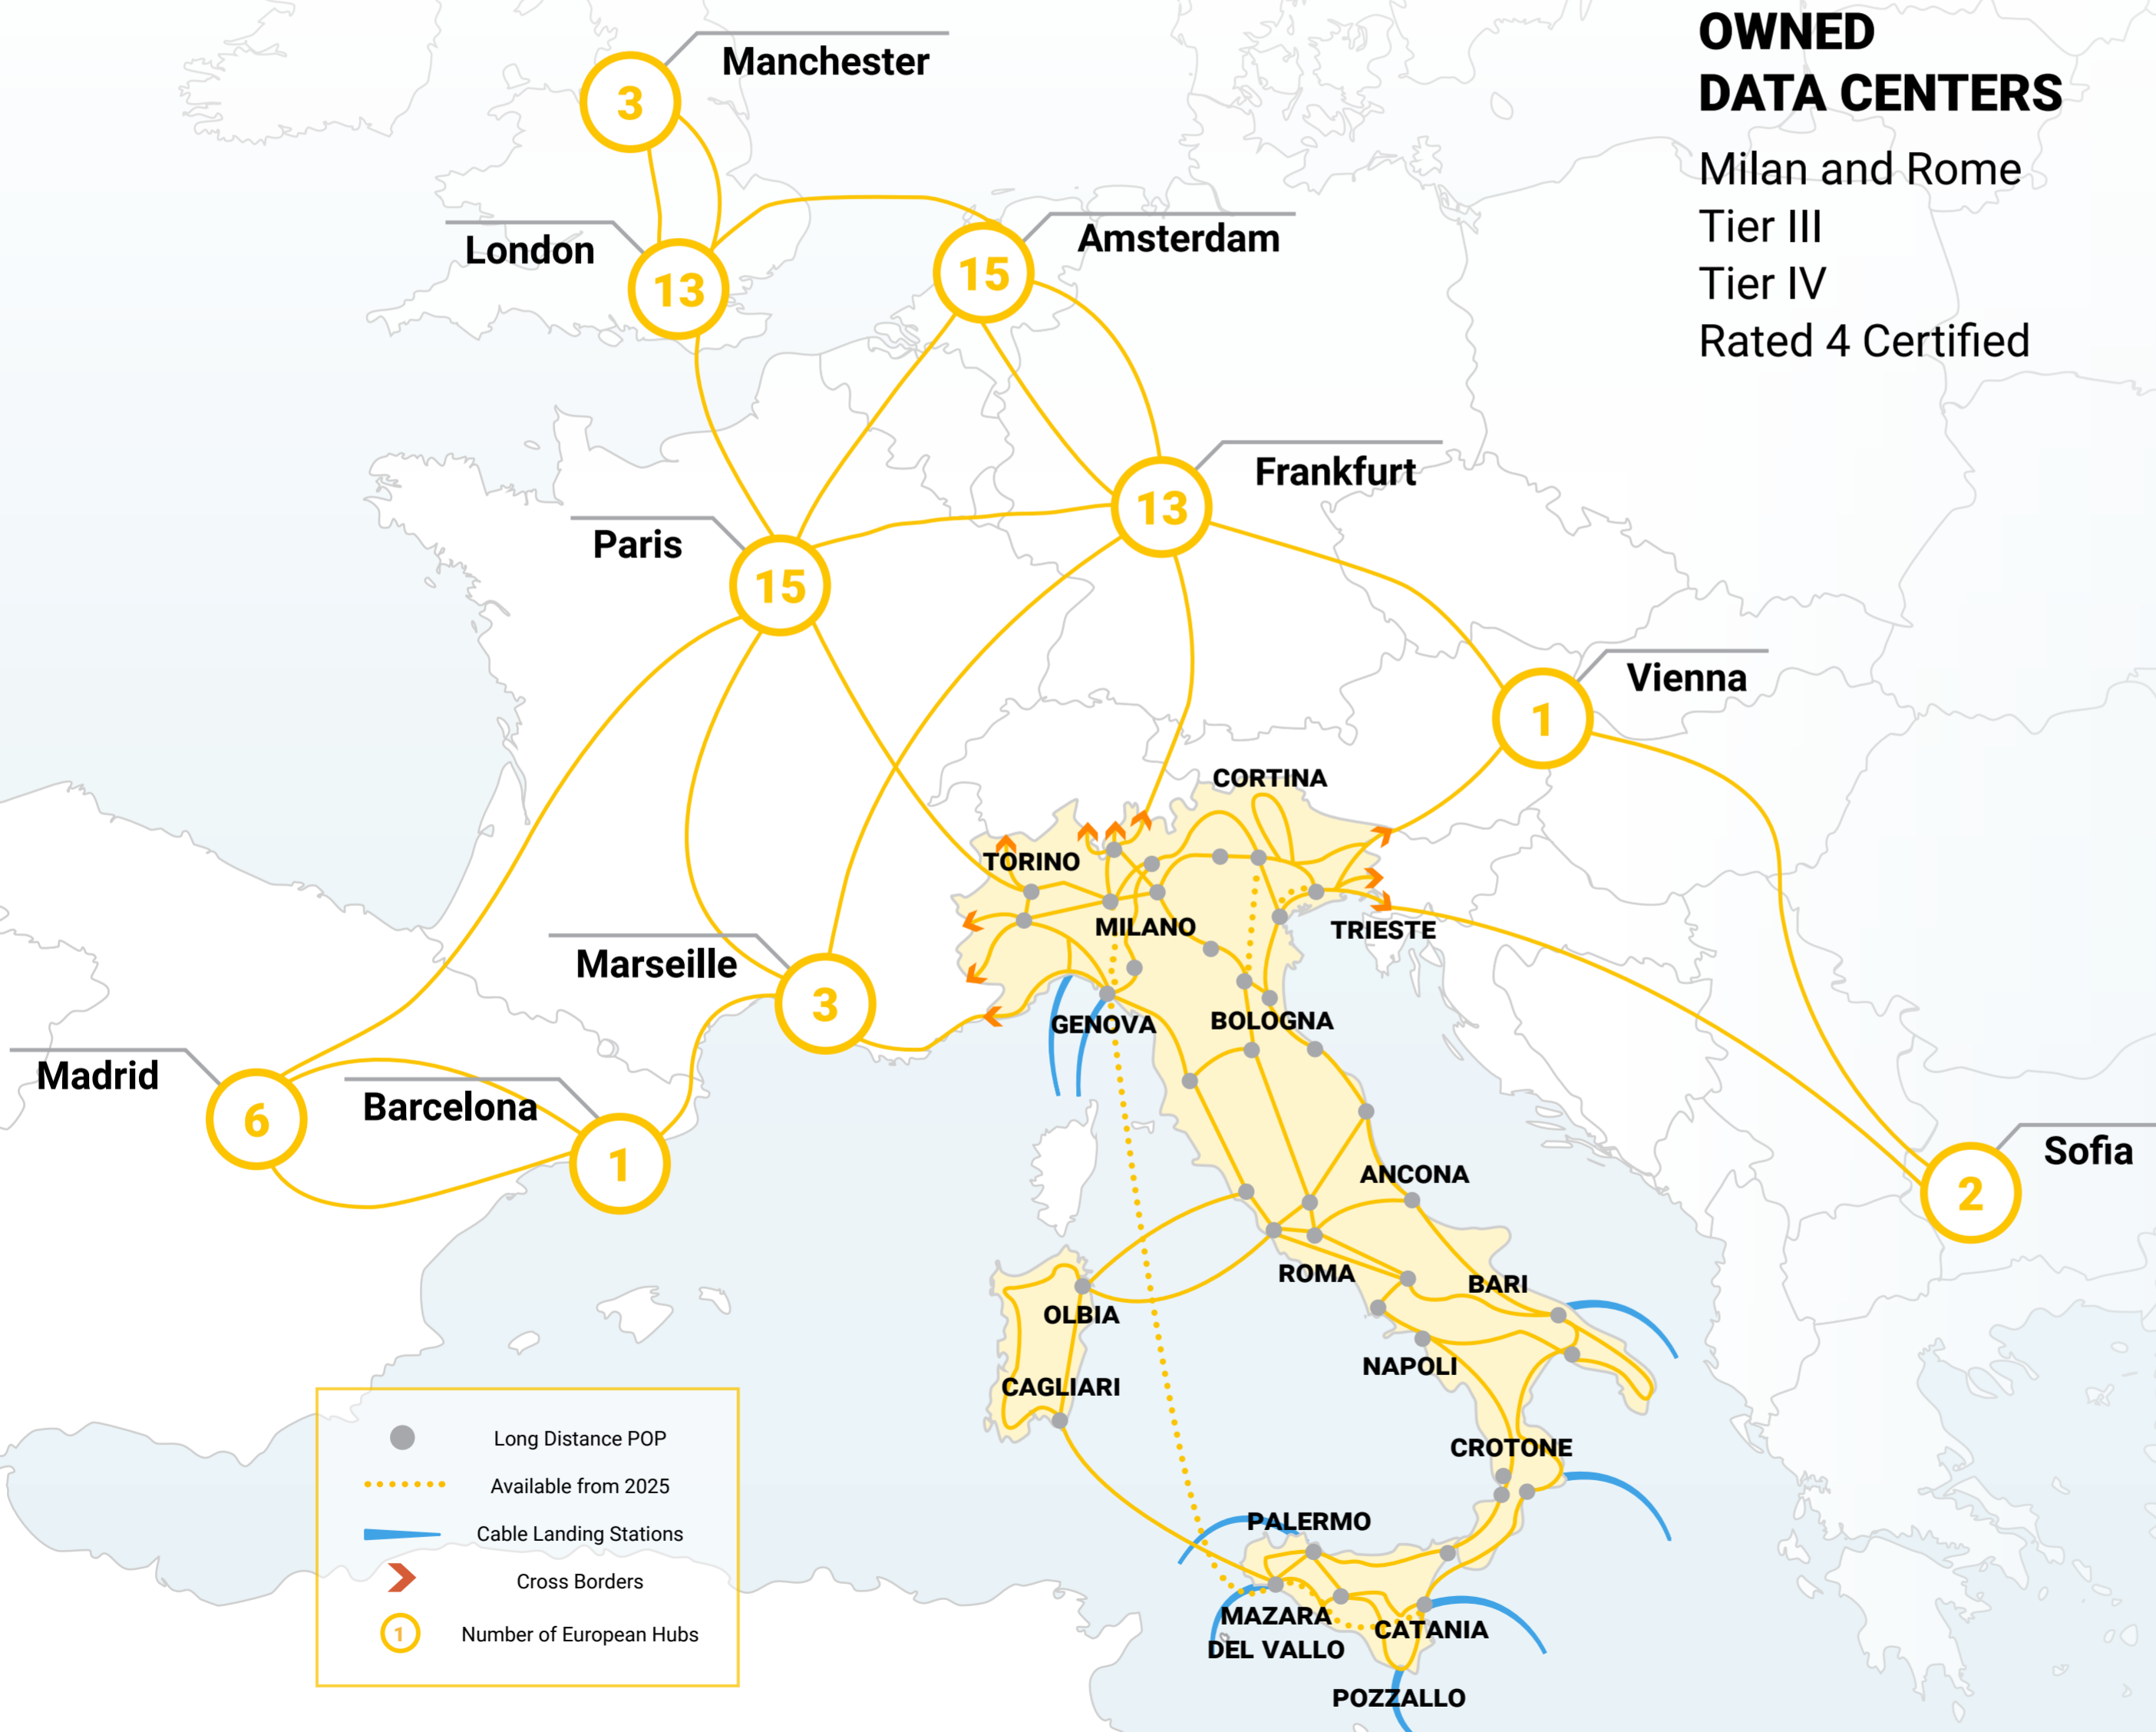 OWNED
DATA CENTERS
Milan and Rome
Tier III
Tier IV
Rated 4 Certified
Manchester
3
London
13
Amsterdam
15
Frankfurt
13
Paris
15
Vienna
1
CORTINA
TORINO
MILANO
TRIESTE
Marseille
3
GENOVA
BOLOGNA
Madrid
6
Barcelona
1
Sofia
2
ANCONA
ROMA
BARI
OLBIA
NAPOLI
CAGLIARI
CROTONE
PALERMO
MAZARA
DEL VALLO
CATANIA
POZZALLO
Long Distance POP
Available from 2025
Cable Landing Stations
Cross Borders
1
Number of European Hubs